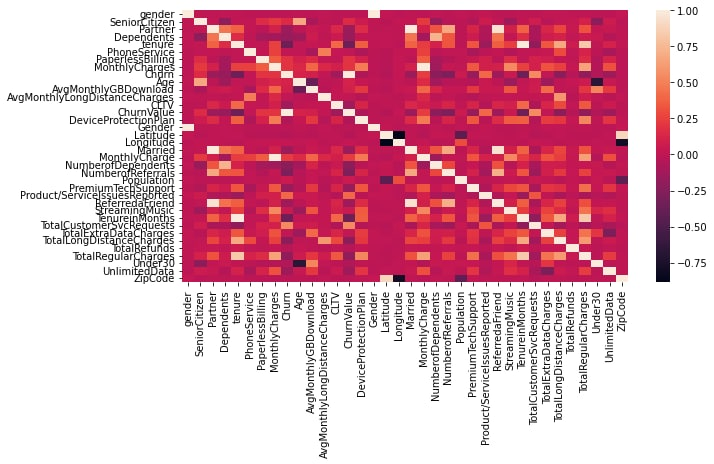 gender
SeniorCitizen
Partner
Dependents
tenure
PhoneService
PaperlessBilling
MonthlyCharges
Churn
Age
AvgMonthlyGBDownload
AvgMonthlyLongDistanceCharges
CLTV
ChurnValue
DeviceProtectionPlan
Gender
Latitude
Longitude
Married
MonthlyCharge
NumberofDependents
NumberofReferrals
Population
PremiumTechSupport
Product/ServiceIssuesReported
ReferredaFriend
StreamingMusic
TenureinMonths
TotalCustomerSvcRequests
TotalExtraDataCharges
TotalLongDistanceCharges
TotalRefunds
TotalRegularCharges
Under30
UnlimitedData
ZipCode
gender
SeniorCitizen
Partner
Dependents
tenure
PhoneService
PaperlessBilling
MonthlyCharges
Churn
Age
AvgMonthlyGBDownload
AvgMonthlyLongDistanceCharges
CLTV
ChurnValue
DeviceProtectionPlan
Gender
Latitude
Longitude
Married
MonthlyCharge
NumberofDependents
NumberofReferrals
Population
PremiumTechSupport
Product/ServiceIssuesReported
ReferredaFriend
StreamingMusic
TenureinMonths
TotalCustomerSvcRequests
TotalExtraDataCharges
TotalLongDistanceCharges
TotalRefunds
TotalRegularCharges
Under30
UnlimitedData
ZipCode
1.00
0.75
0.50
0.25
0.00
−0.25
−0.50
−0.75